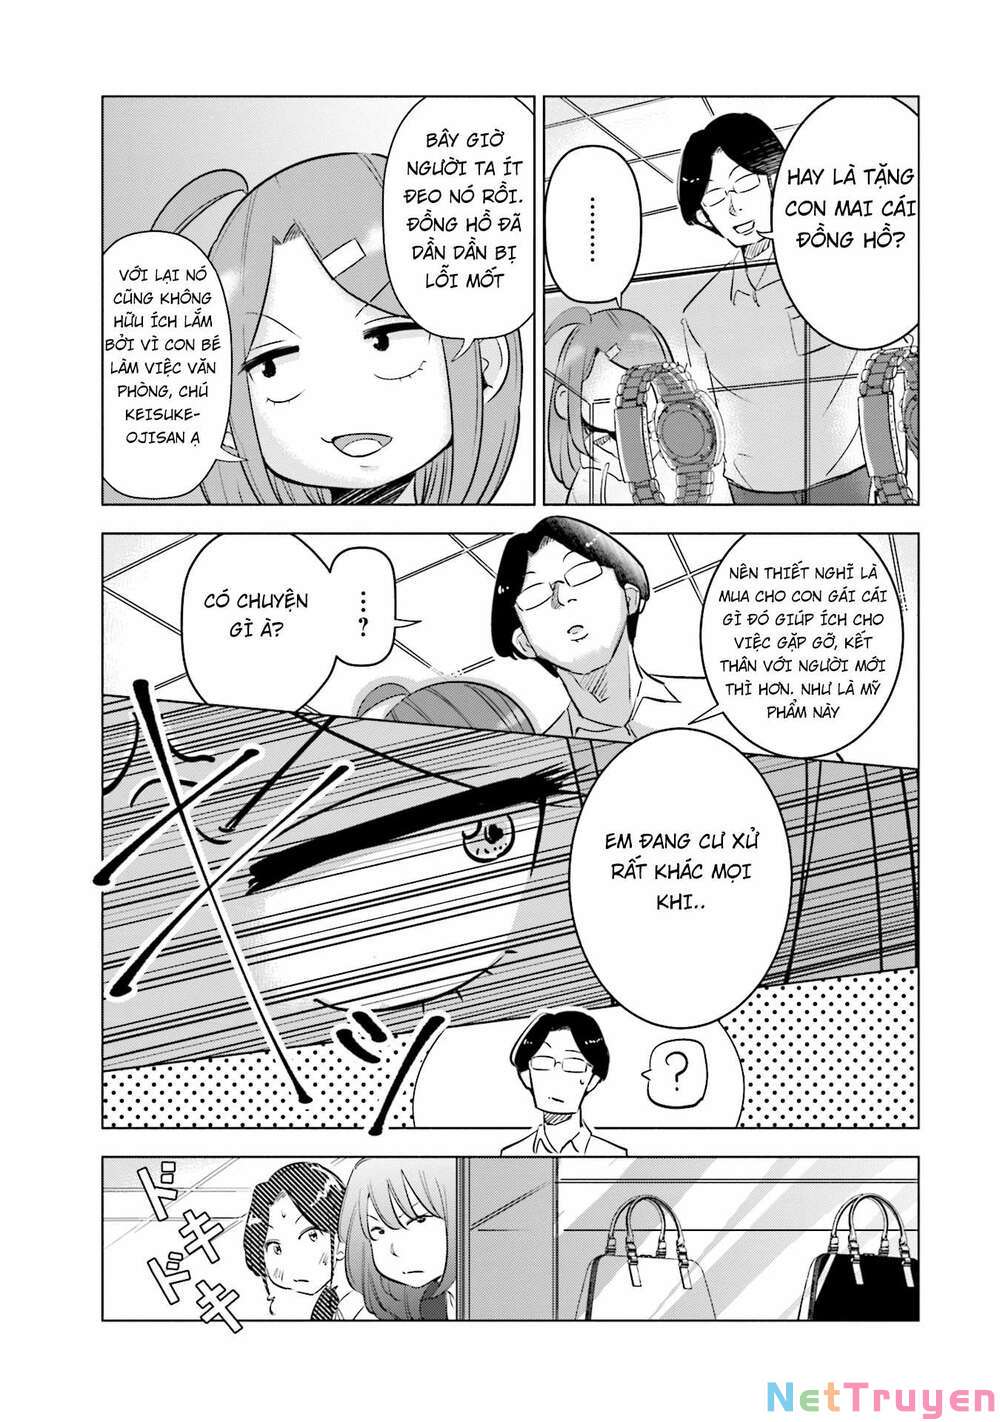 HAY LÀ TẶNG
CON MAI CÁI
ĐỒNG HỒ?
………
BÂY GIỜ
NGƯỜI TA ÍT
ĐEO NÓ RỒI.
ĐỒNG HỒ ĐÃ
DẦN DẦN BỊ
LỖI MỐT
VỚI LẠI NÓ
CŨNG KHÔNG
HỮU ÍCH LẮM
BỞI VÌ CON BÉ
LÀM VIỆC VĂN
PHÒNG, CHÚ
KEISUKE-
OJISAN Ạ
NÊN THIẾT NGHĨ LÀ
MUA CHO CON GÁI CÁI
GÌ ĐÓ GIÚP ÍCH CHO
VIỆC GẶP GỠ, KẾT
THÂN VỚI NGƯỜI MỚI
THÌ HƠN. NHƯ LÀ MỸ
PHẨM NÀY
…?
CÓ CHUYỆN
GÌ À?
EM ĐANG CƯ XỬ
RẤT KHÁC MỌI
KHI..
?
ドキドキ
NetTruyen